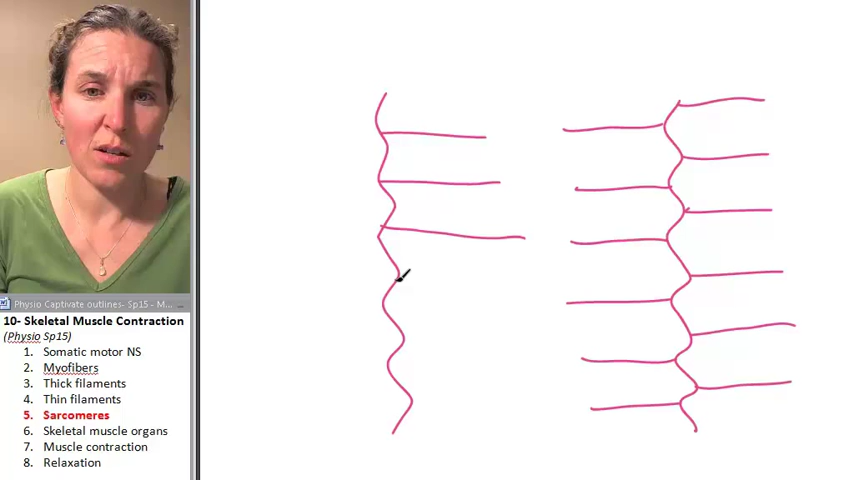 Physio Captivate outlines- Sp15 - M...
10- Skeletal Muscle Contraction
(Physio Sp15)
1. Somatic motor NS
2. Myofibers
3. Thick filaments
4. Thin filaments
5. Sarcomeres
6. Skeletal muscle organs
7. Muscle contraction
8. Relaxation